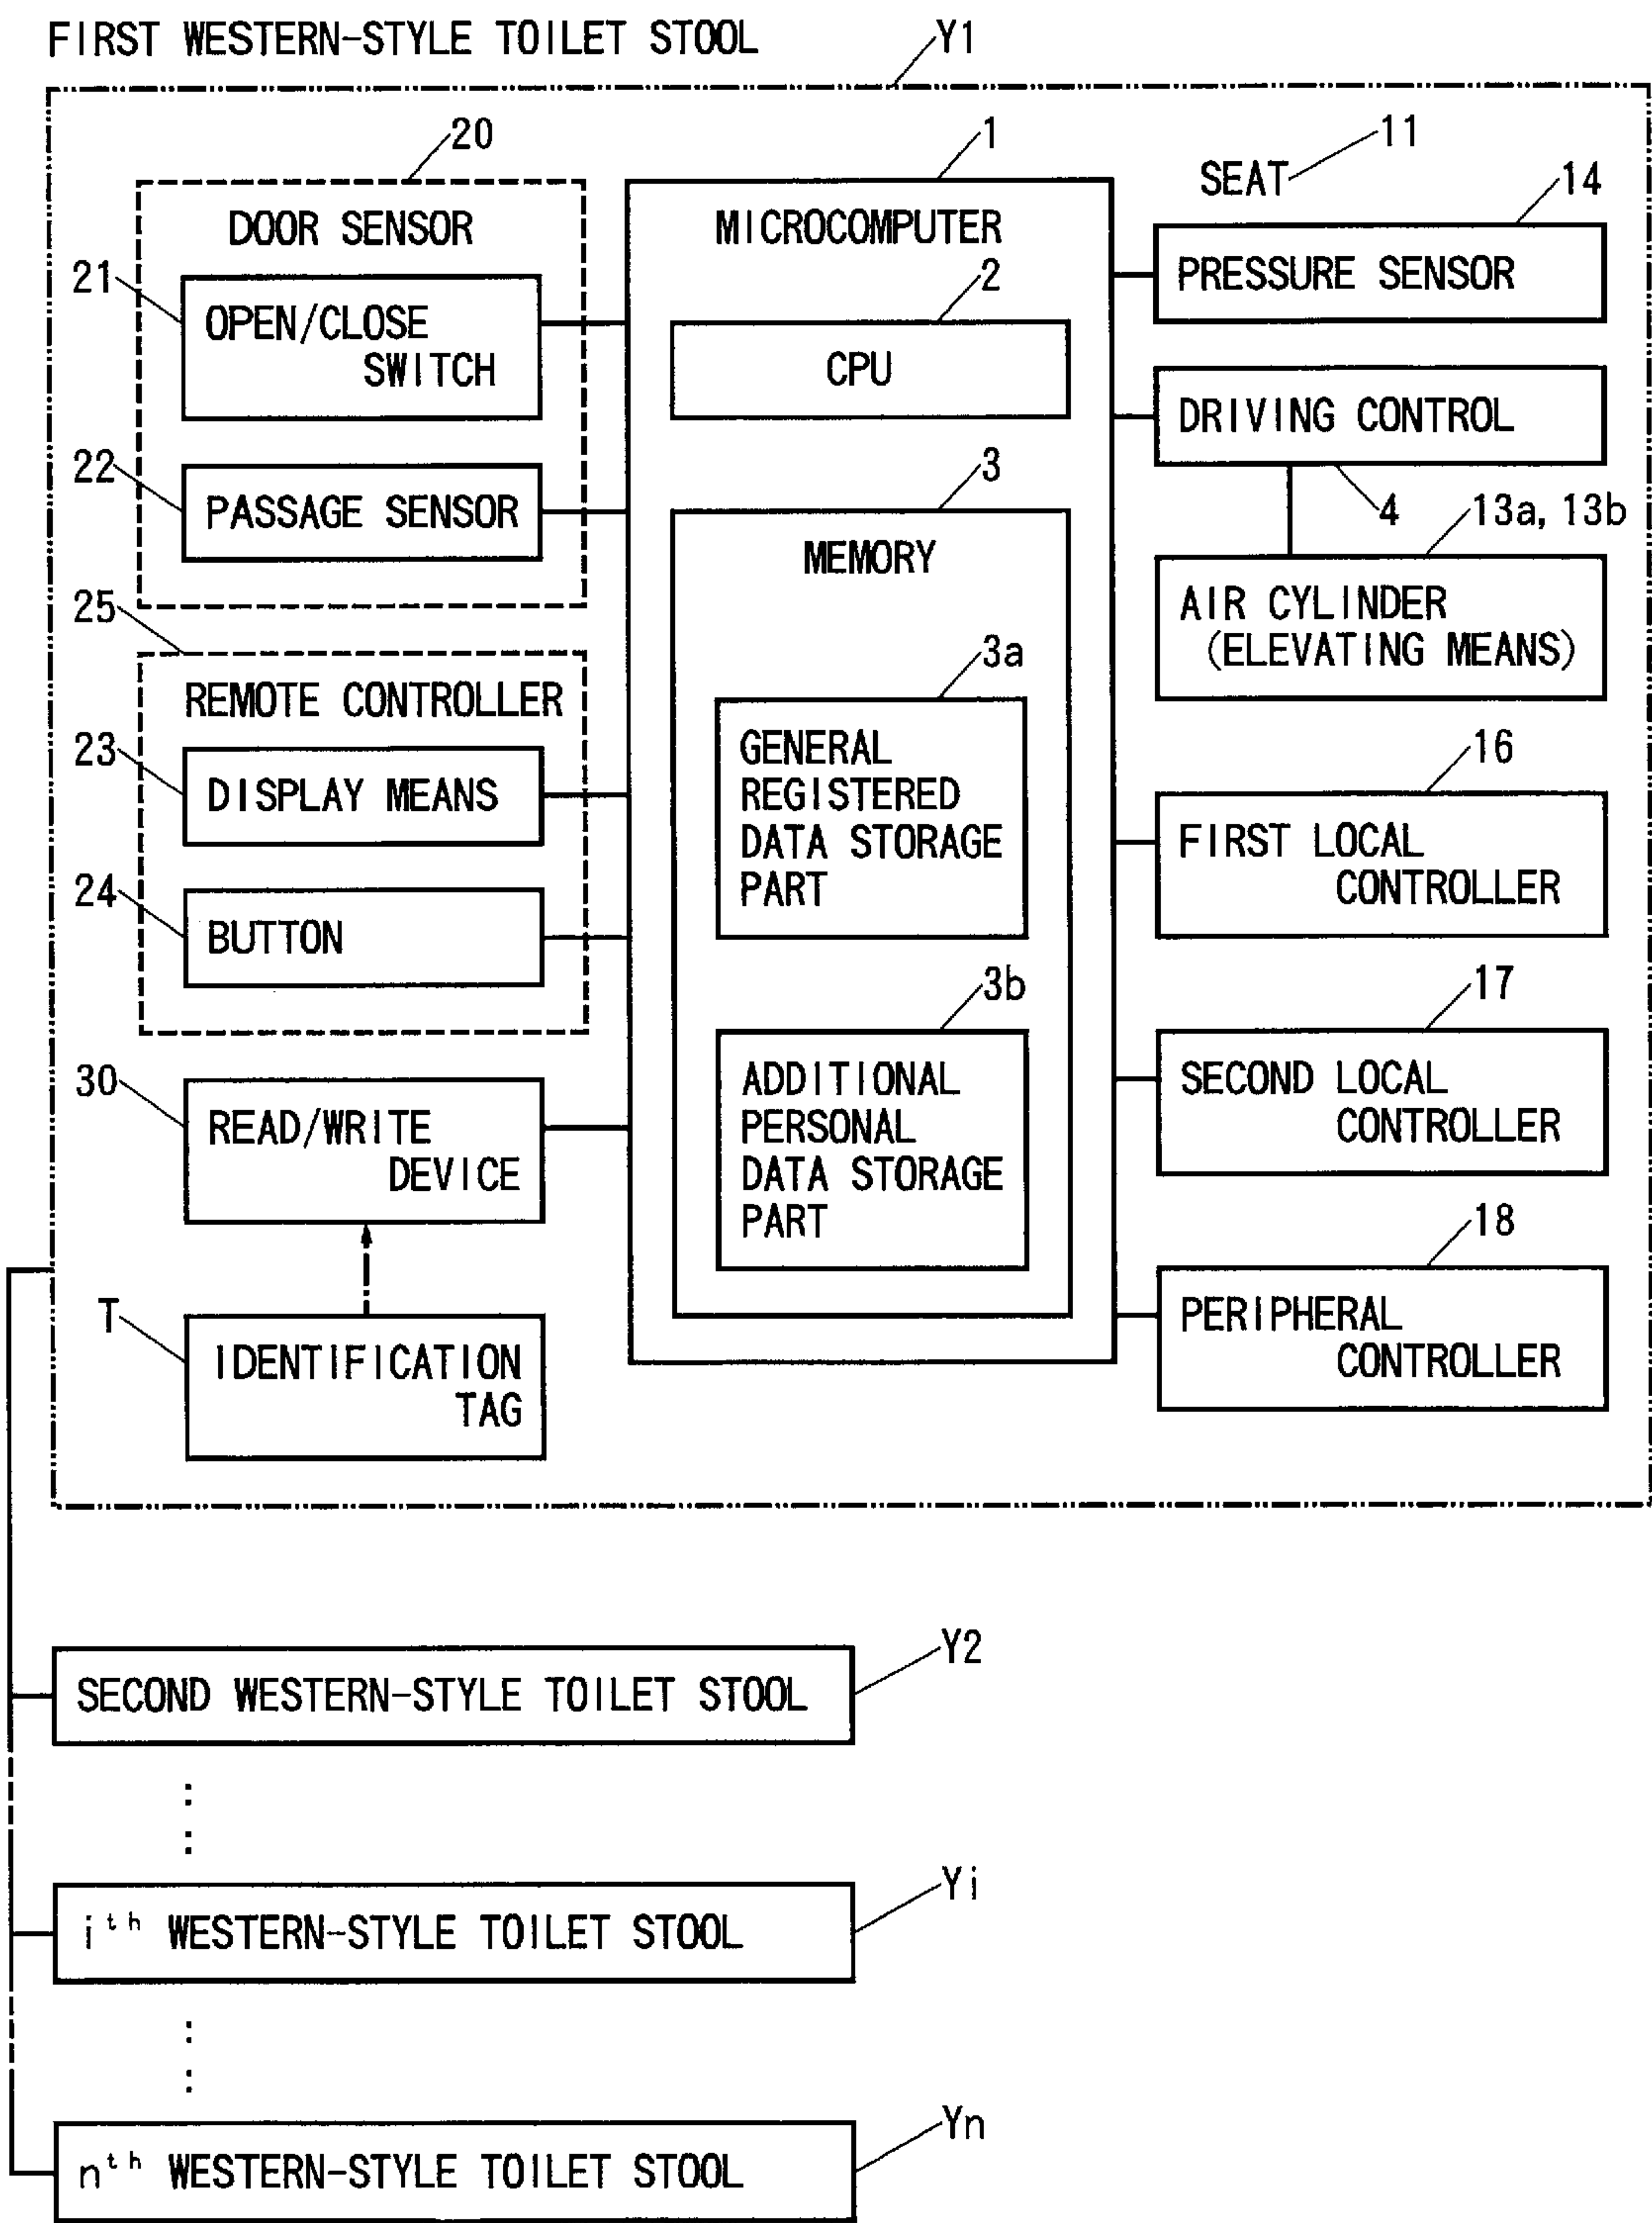 FIRST WESTERN-STYLE TOILET STOOL
Y1
20
DOOR SENSOR
21
OPEN/CLOSE
SWITCH
22
PASSAGE SENSOR
25
REMOTE CONTROLLER
23
DISPLAY MEANS
24
BUTTON
30
READ/WRITE
DEVICE
T
IDENTIFICATION
TAG
1
MICROCOMPUTER
2
CPU
3
MEMORY
3a
GENERAL
REGISTERED
DATA STORAGE
PART
3b
ADDITIONAL
PERSONAL
DATA STORAGE
PART
11
SEAT
14
PRESSURE SENSOR
DRIVING CONTROL
4
13a, 13b
AIR CYLINDER
(ELEVATING MEANS)
16
FIRST LOCAL
CONTROLLER
17
SECOND LOCAL
CONTROLLER
18
PERIPHERAL
CONTROLLER
Y2
SECOND WESTERN-STYLE TOILET STOOL
Yi
ith WESTERN-STYLE TOILET STOOL
Yn
nth WESTERN-STYLE TOILET STOOL